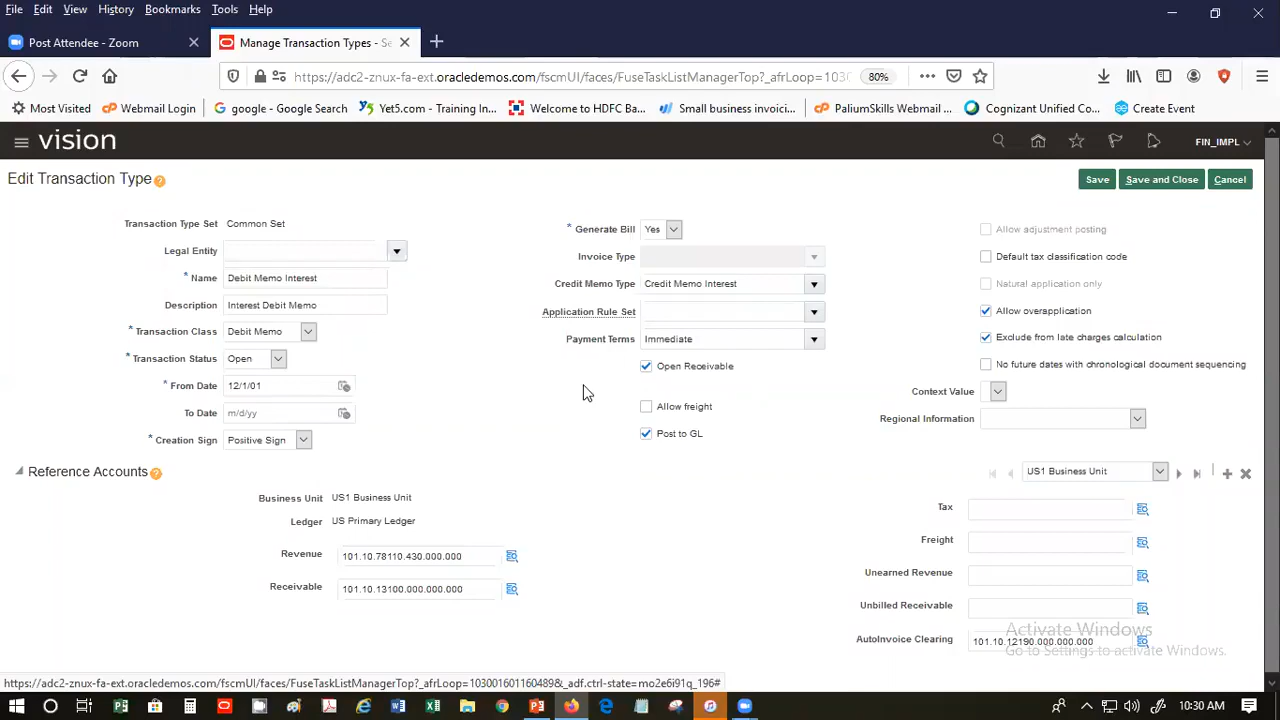 File Edit View History Bookmarks Tools Help
Post Attendee - Zoom
Manage Transaction Types - Se
https://adc2-znux-fa-ext.oracledemos.com/fscmUI/faces/FuseTaskListManagerTop?_afrLoop=1030
80%
Most Visited Webmail Login google - Google Search Yet5.com - Training In... Welcome to HDFC Ba... Small business invoici... PaliumSkills Webmail ... Cognizant Unified Co... Create Event
vision
FIN_IMPL
Edit Transaction Type
Save Save and Close Cancel
Transaction Type Set Common Set
Legal Entity
* Name Debit Memo Interest
Description Interest Debit Memo
* Transaction Class Debit Memo
* Transaction Status Open
* From Date 12/1/01
To Date m/d/yy
* Creation Sign Positive Sign
* Generate Bill Yes
Invoice Type
Credit Memo Type Credit Memo Interest
Application Rule Set
Payment Terms Immediate
Open Receivable
Allow freight
Post to GL
Allow adjustment posting
Default tax classification code
Natural application only
Allow overapplication
Exclude from late charges calculation
No future dates with chronological document sequencing
Context Value
Regional Information
Reference Accounts
US1 Business Unit
Business Unit US1 Business Unit
Ledger US Primary Ledger
Revenue 101.10.78110.430.000.000
Receivable 101.10.13100.000.000.000
Tax
Freight
Unearned Revenue
Unbilled Receivable
AutoInvoice Clearing 101.10.12190.000.000.000
Activate Windows
Go to Settings to activate Windows.
https://adc2-znux-fa-ext.oracledemos.com/fscmUI/faces/FuseTaskListManagerTop?_afrLoop=1030016011604​89&_adf.ctrl-state=mo2e6i91q_196#
10:30 AM